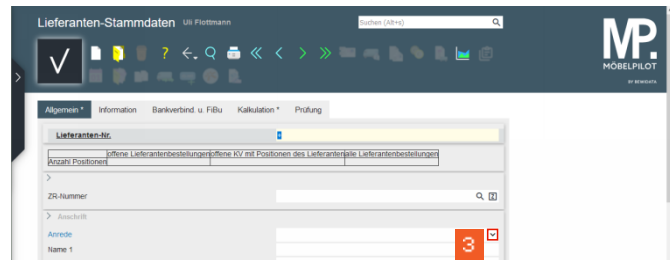 Lieferanten-Stammdaten Uli Flottmann
Suchen (Alt+s)
MP.
MÖBELPILOT
BY BENIDATA
Allgemein * Information Bankverbind. u. FiBu Kalkulation * Prüfung
Lieferanten-Nr.
offene Lieferantenbestellungen offene KV mit Positionen des Lieferanten alle Lieferantenbestellungen
Anzahl Positionen
ZR-Nummer
Anschrift
Anrede
3
Name 1